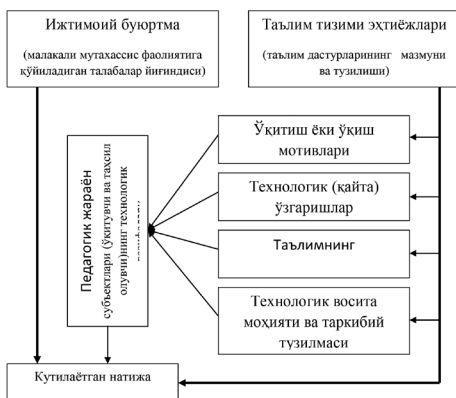 Ижтимоий буюртма
(малакали мутахассис фаолиятига
қўйиладиган талабалар йиғиндиси)
Таълим тизими эҳтиёжлари
(таълим дастурларининг мазмуни
ва тузилиши)
Педагогик жараён
субъектлари (ўқитувчи ва таҳсил
олувчи)нинг технологик
Ўқитиш ёки ўқиш
мотивлари
Технологик (қайта)
ўзгаришлар
Таълимнинг
Технологик восита
моҳияти ва таркибий
тузилмаси
Кутилаётган натижа